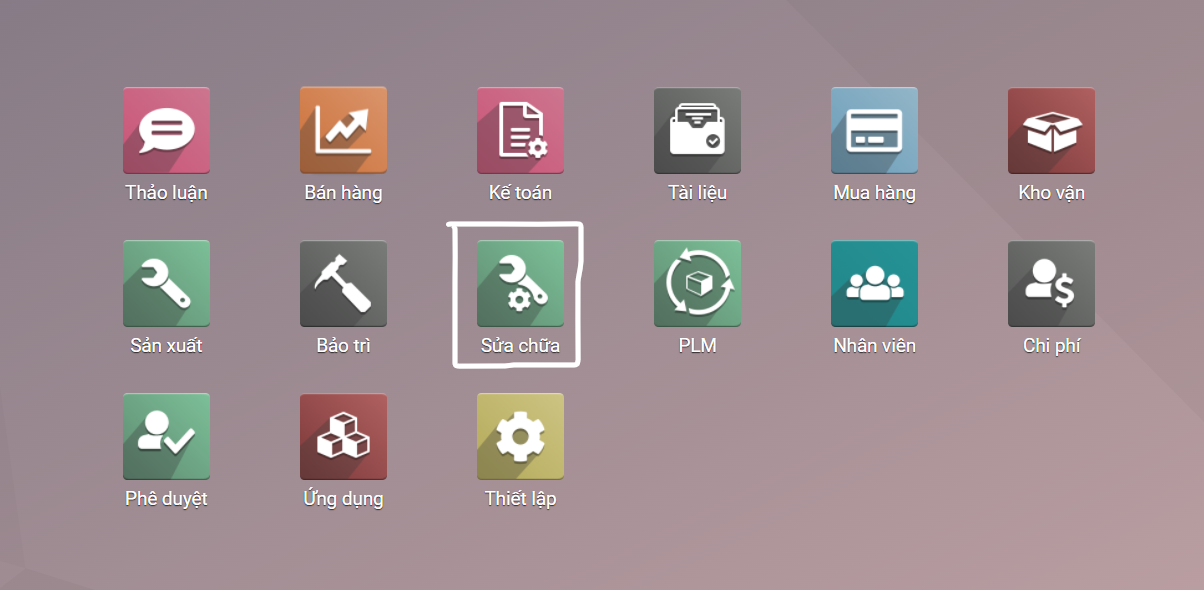 Thảo luận
Bán hàng
Kế toán
Tài liệu
Mua hàng
Kho vận
Sản xuất
Bảo trì
Sửa chữa
PLM
Nhân viên
Chi phí
Phê duyệt
Ứng dụng
Thiết lập